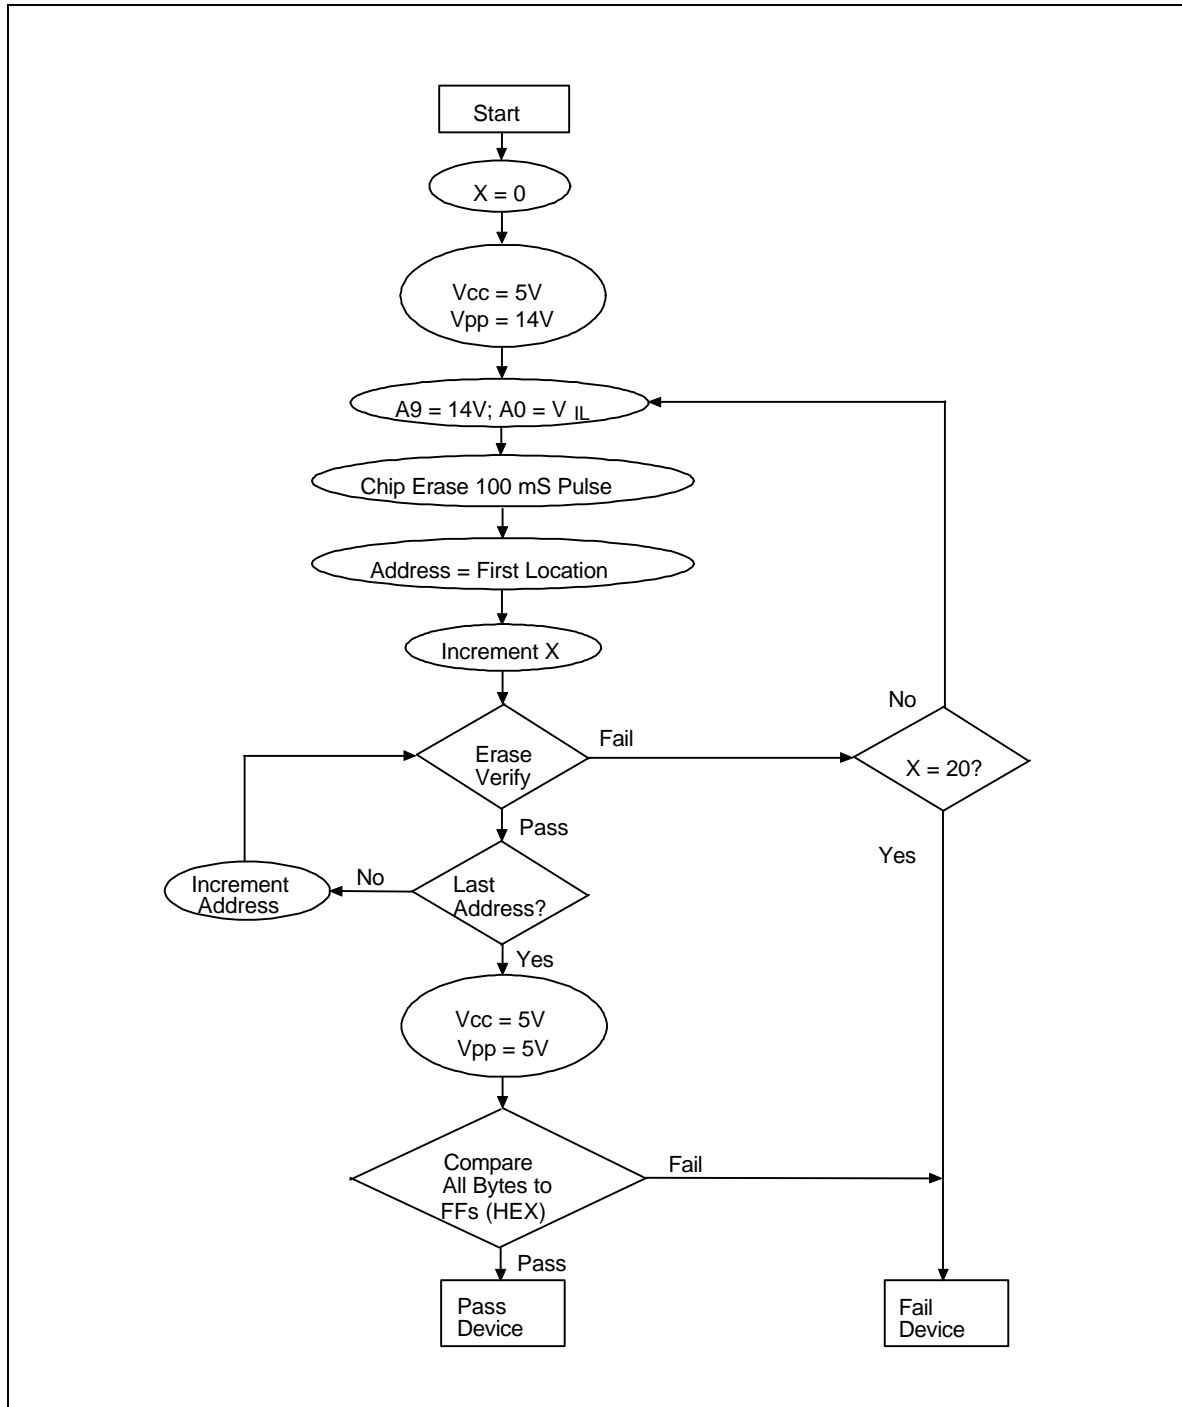 Start
X = 0
Vcc = 5V
Vpp = 14V
A9 = 14V; A0 = V IL
Chip Erase 100 mS Pulse
Address = First Location
Increment X
No
Erase
Verify
Fail
X = 20?
Pass
Yes
Increment
Address
No
Last
Address?
Yes
Vcc = 5V
Vpp = 5V
Compare
All Bytes to
FFs (HEX)
Fail
Pass
Pass
Device
Fail
Device